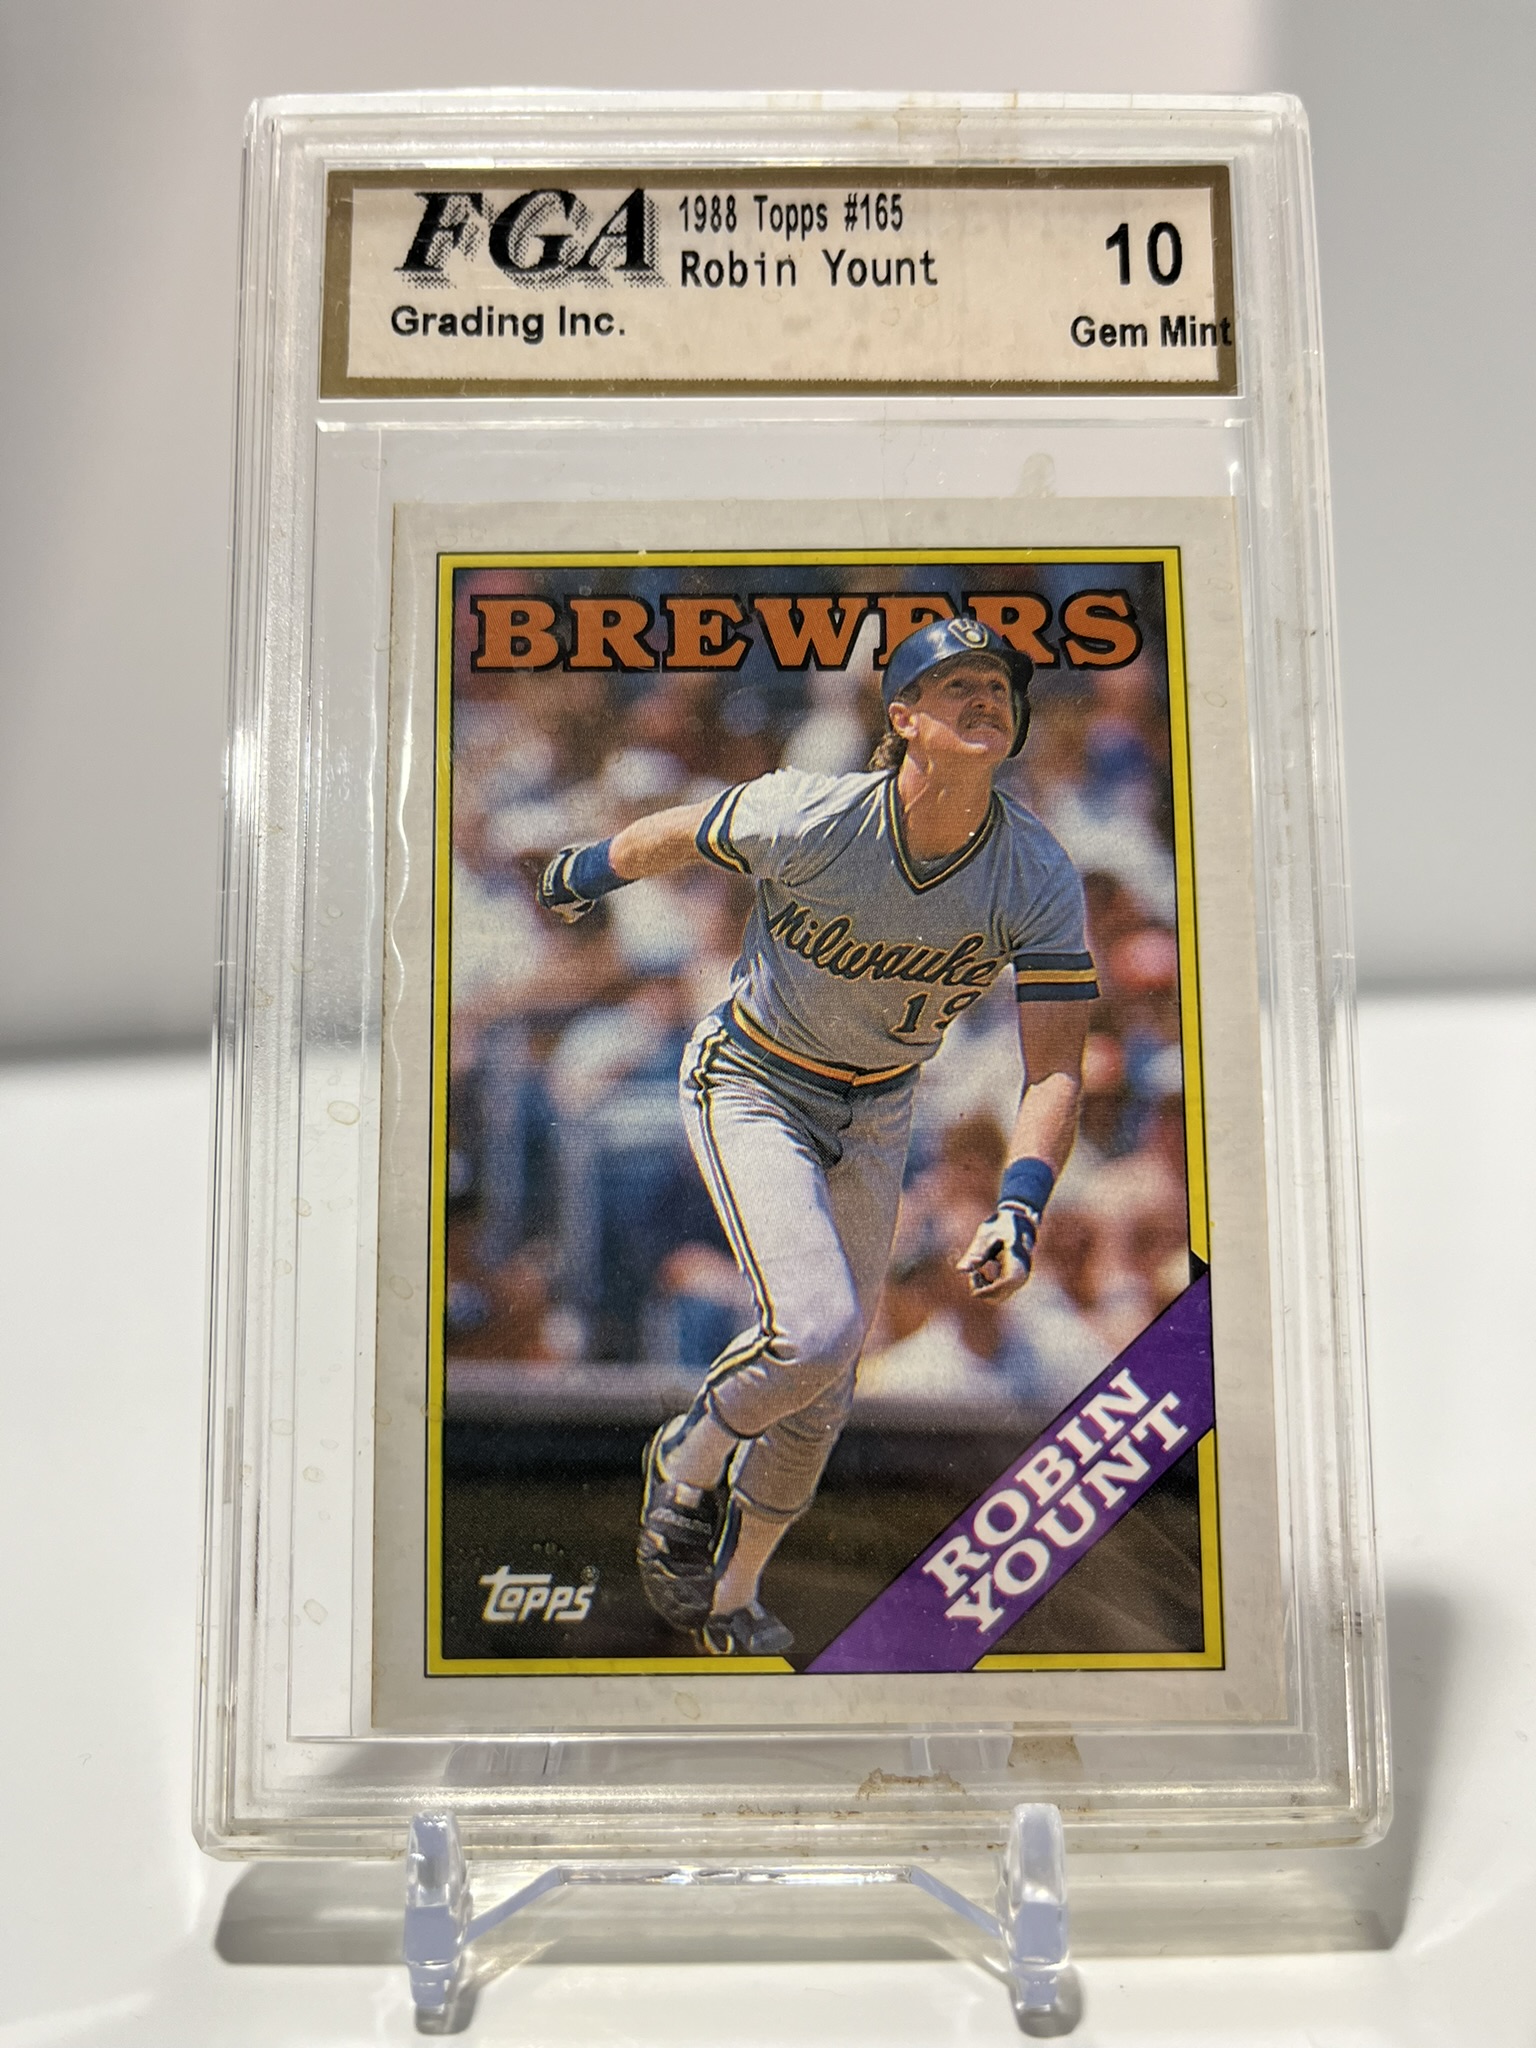 FGA
Grading Inc.
1988 Topps #165
Robin Yount
10
Gem Mint
BREWERS
Milwaukee
19
ROBIN
YOUNT
Topps®